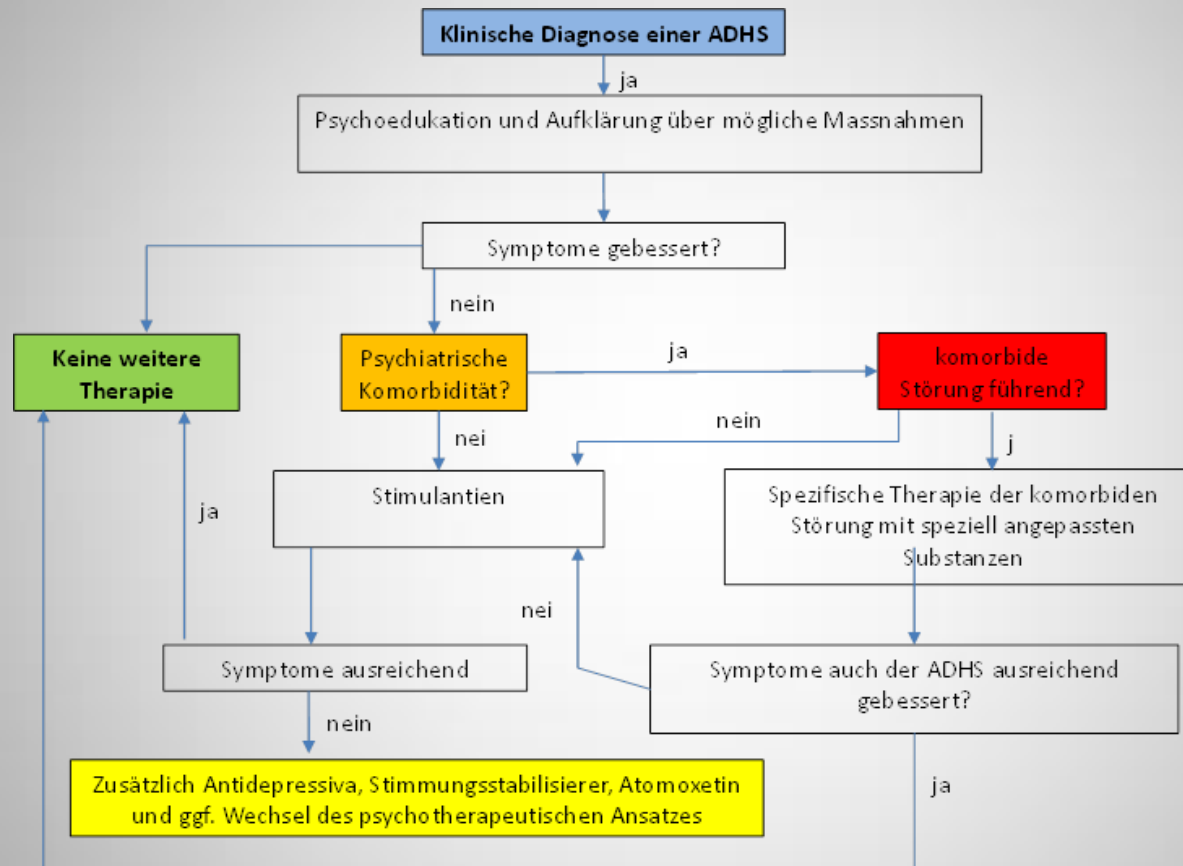 Klinische Diagnose einer ADHS
ja
Psychoedukation und Aufklärung über mögliche Massnahmen
Symptome gebessert?
nein
Keine weitere
Therapie
Psychiatrische
Komorbidität?
ja
komorbide
Störung führend?
nei
nein
j
Stimulantien
Spezifische Therapie der komorbiden
Störung mit speziell angepassten
Substanzen
ja
nei
Symptome ausreichend
Symptome auch der ADHS ausreichend
gebessert?
nein
Zusätzlich Antidepressiva, Stimmungsstabilisierer, Atomoxetin
und ggf. Wechsel des psychotherapeutischen Ansatzes
ja